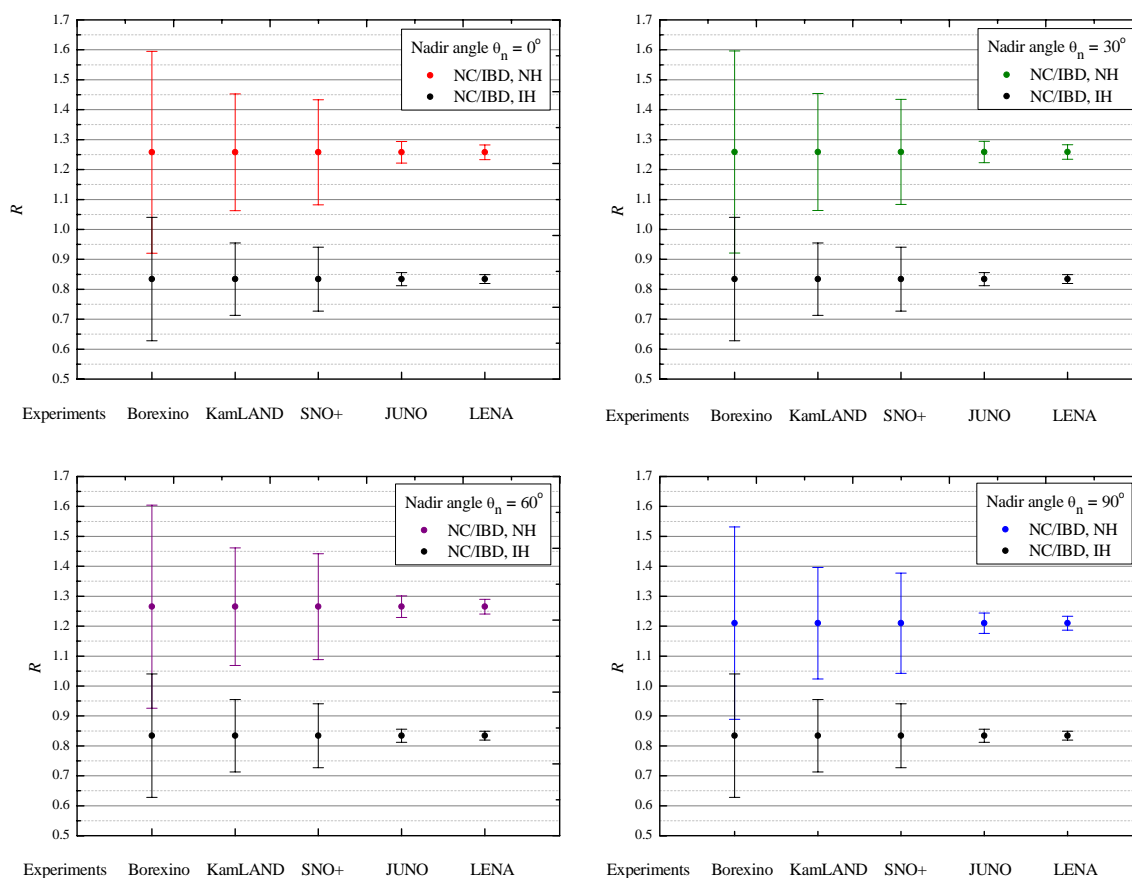 Nadir angle θn = 0°
NC/IBD, NH
NC/IBD, IH
1.7
1.6
1.5
1.4
1.3
1.2
1.1
1.0
0.9
0.8
0.7
0.6
0.5
R
Experiments Borexino KamLAND SNO+ JUNO LENA
Nadir angle θn = 30°
NC/IBD, NH
NC/IBD, IH
1.7
1.6
1.5
1.4
1.3
1.2
1.1
1.0
0.9
0.8
0.7
0.6
0.5
R
Experiments Borexino KamLAND SNO+ JUNO LENA
Nadir angle θn = 60°
NC/IBD, NH
NC/IBD, IH
1.7
1.6
1.5
1.4
1.3
1.2
1.1
1.0
0.9
0.8
0.7
0.6
0.5
R
Experiments Borexino KamLAND SNO+ JUNO LENA
Nadir angle θn = 90°
NC/IBD, NH
NC/IBD, IH
1.7
1.6
1.5
1.4
1.3
1.2
1.1
1.0
0.9
0.8
0.7
0.6
0.5
R
Experiments Borexino KamLAND SNO+ JUNO LENA